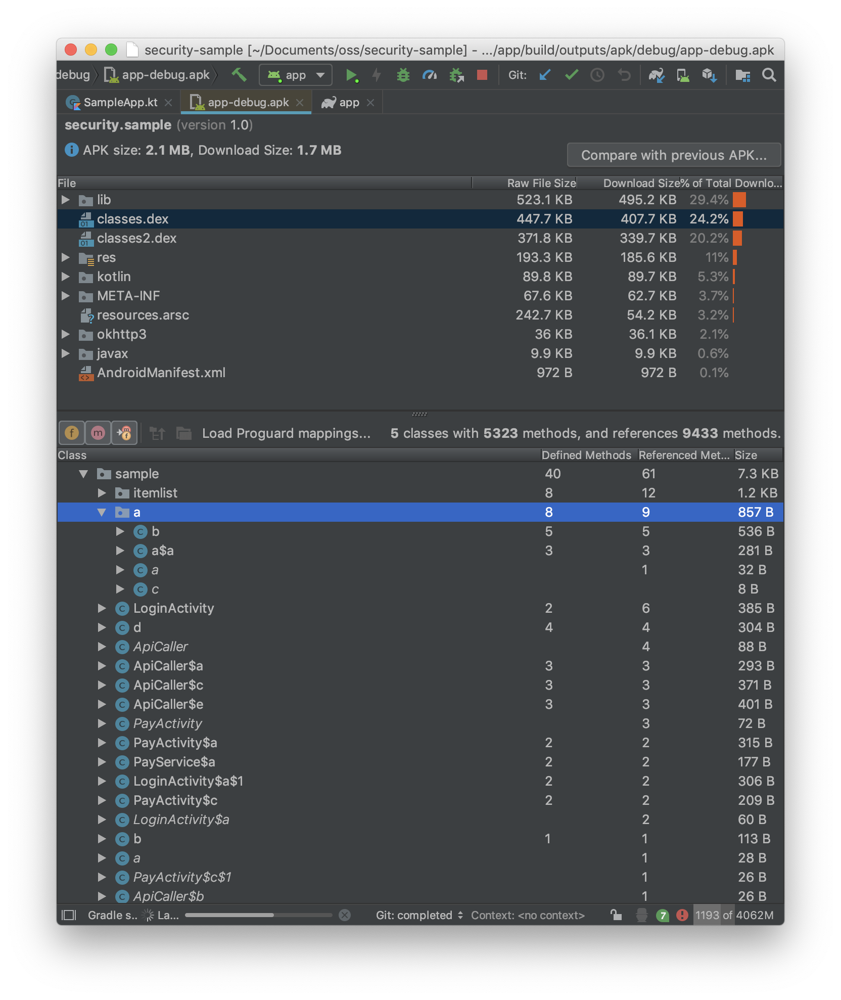 security-sample [~/Documents/oss/security-sample] - .../app/build/outputs/apk/debug/app-debug.apk
debug app-debug.apk app Git:
SampleApp.kt app-debug.apk app
security.sample (version 1.0)
APK size: 2.1 MB, Download Size: 1.7 MB
Compare with previous APK...
File Raw File Size Download Size % of Total Downlo...
lib 523.1 KB 495.2 KB 29.4%
classes.dex 447.7 KB 407.7 KB 24.2%
classes2.dex 371.8 KB 339.7 KB 20.2%
res 193.3 KB 185.6 KB 11%
kotlin 89.8 KB 89.7 KB 5.3%
META-INF 67.6 KB 62.7 KB 3.7%
resources.arsc 242.7 KB 54.2 KB 3.2%
okhttp3 36 KB 36.1 KB 2.1%
javax 9.9 KB 9.9 KB 0.6%
AndroidManifest.xml 972 B 972 B 0.1%
f m m f Load Proguard mappings... 5 classes with 5323 methods, and references 9433 methods.
Class Defined Methods Referenced Met... Size
sample 40 61 7.3 KB
itemlist 8 12 1.2 KB
a 8 9 857 B
b 5 5 536 B
a$a 3 3 281 B
a 1 32 B
c 8 B
LoginActivity 2 6 385 B
d 4 4 304 B
ApiCaller 4 88 B
ApiCaller$a 3 3 293 B
ApiCaller$c 3 3 371 B
ApiCaller$e 3 3 401 B
PayActivity 3 72 B
PayActivity$a 2 2 315 B
PayService$a 2 2 177 B
LoginActivity$a$1 2 2 306 B
PayActivity$c 2 2 209 B
LoginActivity$a 2 60 B
b 1 1 113 B
a 1 28 B
PayActivity$c$1 1 26 B
ApiCaller$b 1 26 B
Gradle s.. La... Git: completed Context: <no context> 7 1193 of 4062M